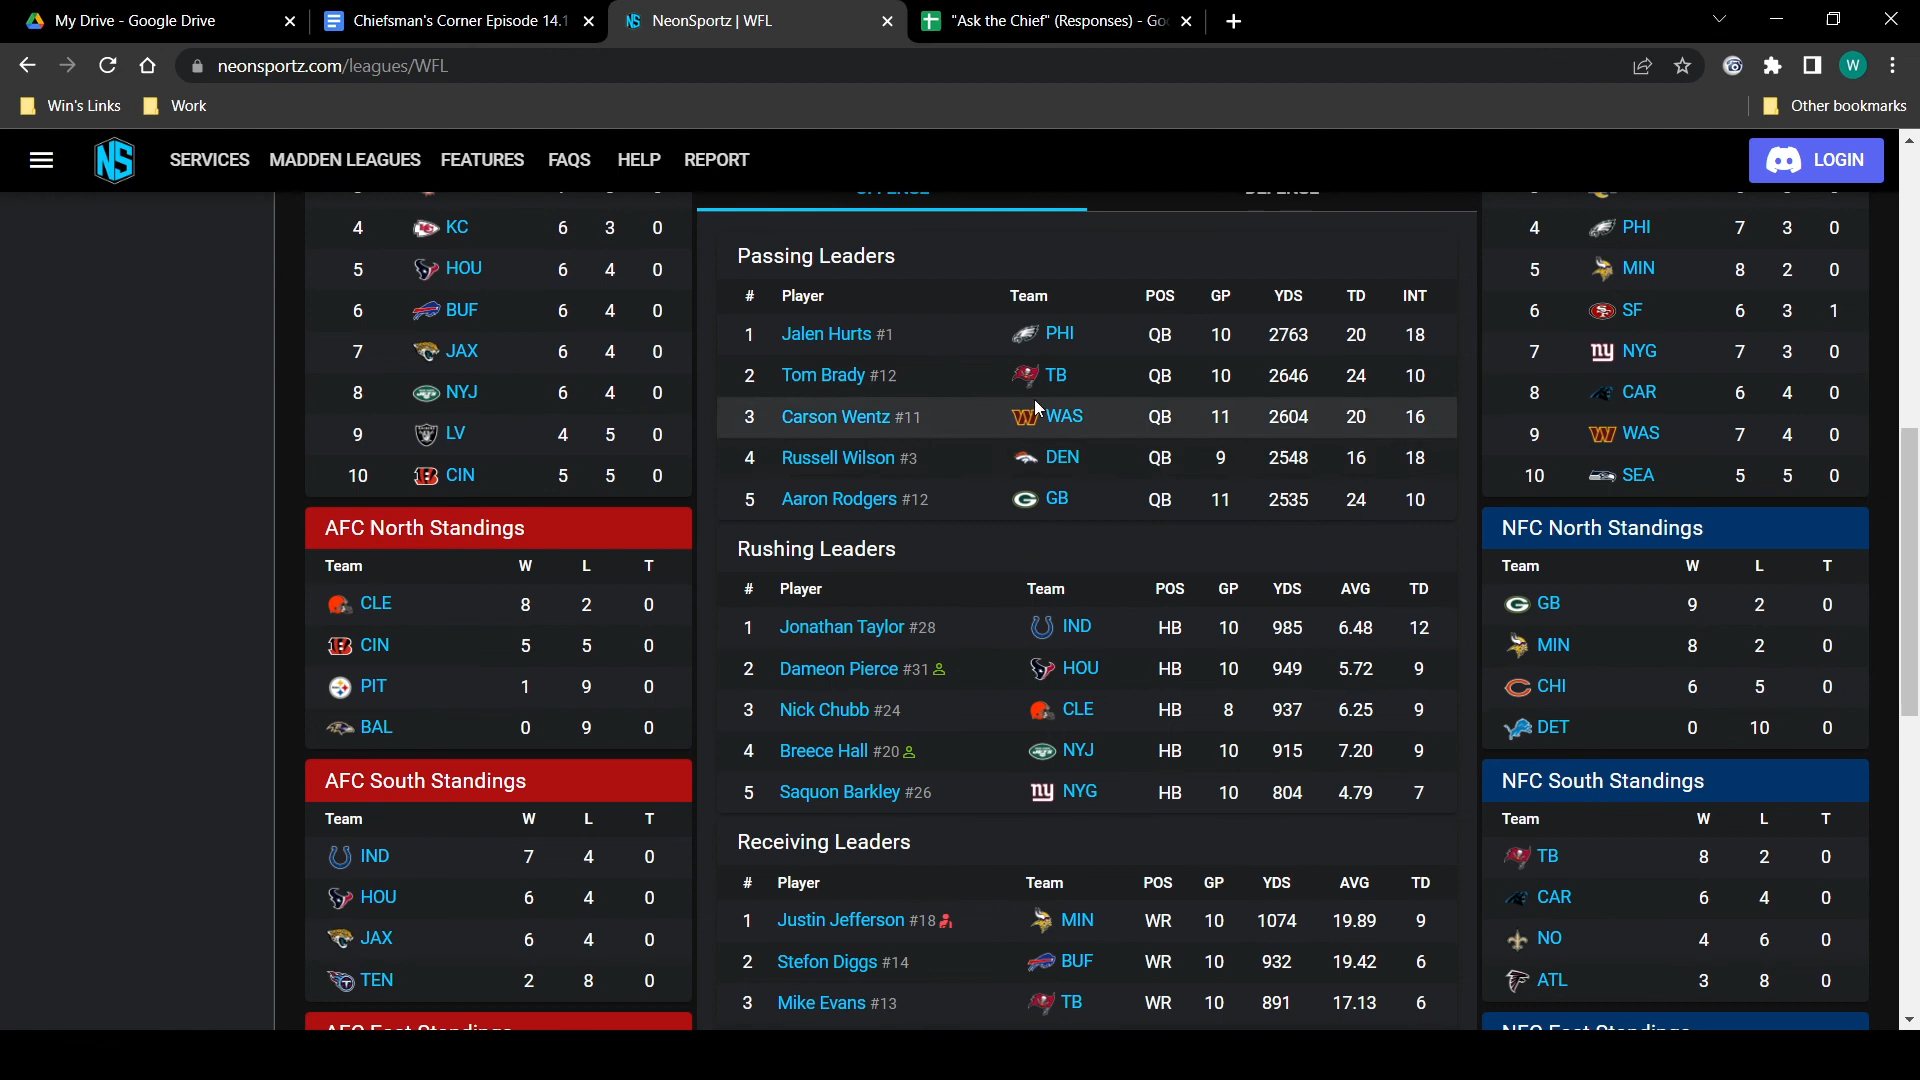 My Drive - Google Drive
Chiefsman's Corner Episode 14.1
NeonSportz | WFL
"Ask the Chief" (Responses) - Go
neonsportz.com/leagues/WFL
W
Win's Links
Work
Other bookmarks
NS
SERVICES MADDEN LEAGUES FEATURES FAQS HELP REPORT
LOGIN
4 KC 6 3 0
5 HOU 6 4 0
6 BUF 6 4 0
7 JAX 6 4 0
8 NYJ 6 4 0
9 LV 4 5 0
10 CIN 5 5 0
AFC North Standings
Team W L T
CLE 8 2 0
CIN 5 5 0
PIT 1 9 0
BAL 0 9 0
AFC South Standings
Team W L T
IND 7 4 0
HOU 6 4 0
JAX 6 4 0
TEN 2 8 0
Passing Leaders
# Player Team POS GP YDS TD INT
1 Jalen Hurts #1 PHI QB 10 2763 20 18
2 Tom Brady #12 TB QB 10 2646 24 10
3 Carson Wentz #11 WAS QB 11 2604 20 16
4 Russell Wilson #3 DEN QB 9 2548 16 18
5 Aaron Rodgers #12 GB QB 11 2535 24 10
Rushing Leaders
# Player Team POS GP YDS AVG TD
1 Jonathan Taylor #28 IND HB 10 985 6.48 12
2 Dameon Pierce #31 HOU HB 10 949 5.72 9
3 Nick Chubb #24 CLE HB 8 937 6.25 9
4 Breece Hall #20 NYJ HB 10 915 7.20 9
5 Saquon Barkley #26 NYG HB 10 804 4.79 7
Receiving Leaders
# Player Team POS GP YDS AVG TD
1 Justin Jefferson #18 MIN WR 10 1074 19.89 9
2 Stefon Diggs #14 BUF WR 10 932 19.42 6
3 Mike Evans #13 TB WR 10 891 17.13 6
4 PHI 7 3 0
5 MIN 8 2 0
6 SF 6 3 1
7 NYG 7 3 0
8 CAR 6 4 0
9 WAS 7 4 0
10 SEA 5 5 0
NFC North Standings
Team W L T
GB 9 2 0
MIN 8 2 0
CHI 6 5 0
DET 0 10 0
NFC South Standings
Team W L T
TB 8 2 0
CAR 6 4 0
NO 4 6 0
ATL 3 8 0